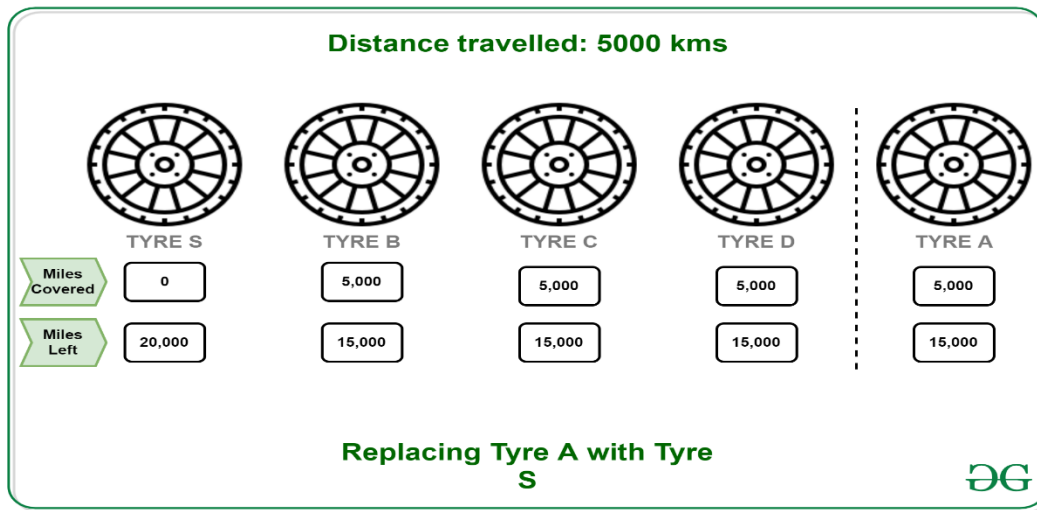 Distance travelled: 5000 kms
TYRE S TYRE B TYRE C TYRE D TYRE A
Miles
Covered
0 5,000 5,000 5,000 5,000
Miles
Left
20,000 15,000 15,000 15,000 15,000
Replacing Tyre A with Tyre
S